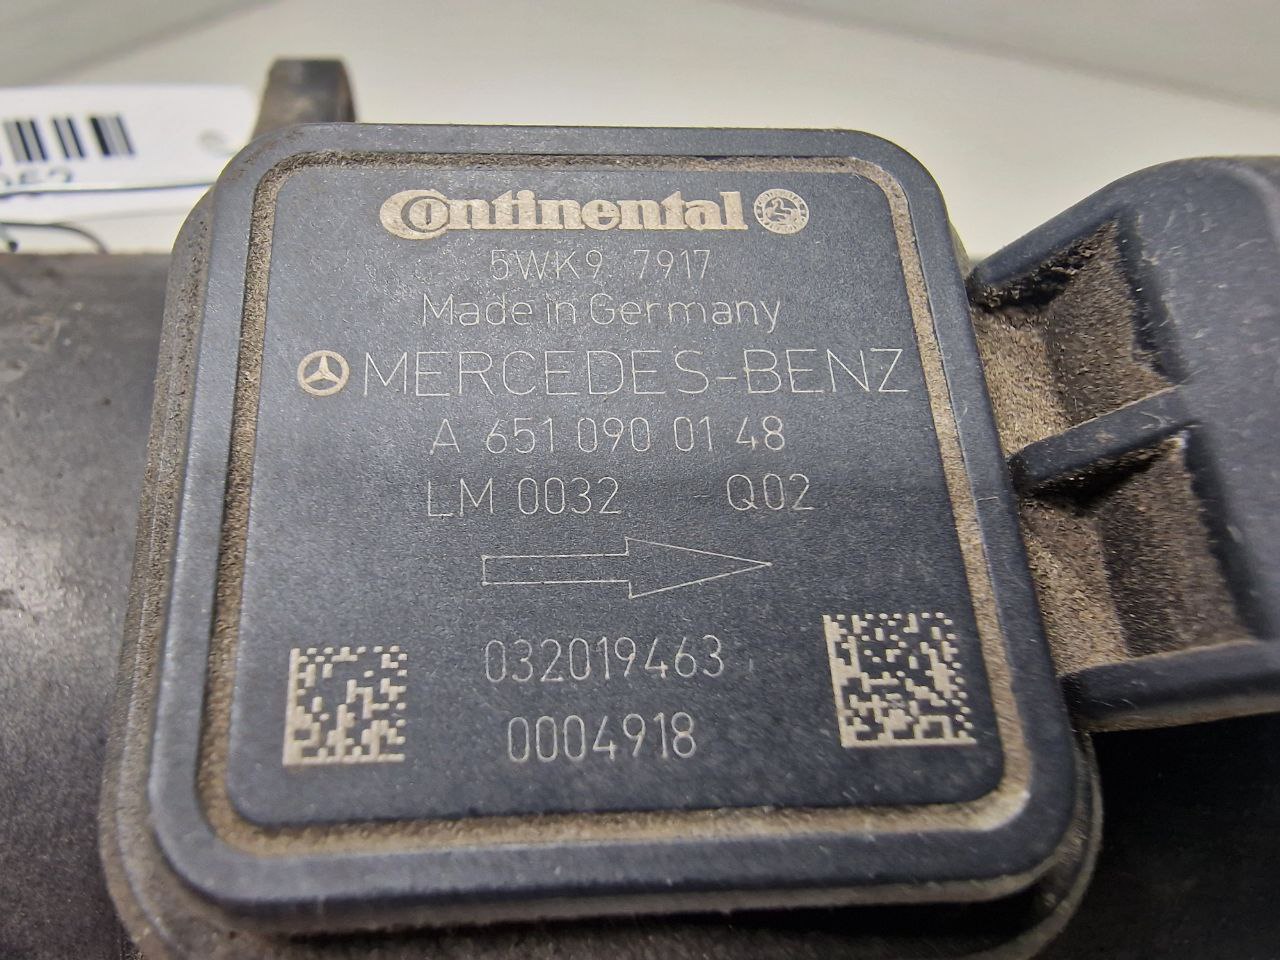 Continental
5WK9 7917
Made in Germany
MERCEDES-BENZ
A 651 090 01 48
LM 0032 Q02
032019463
0004918